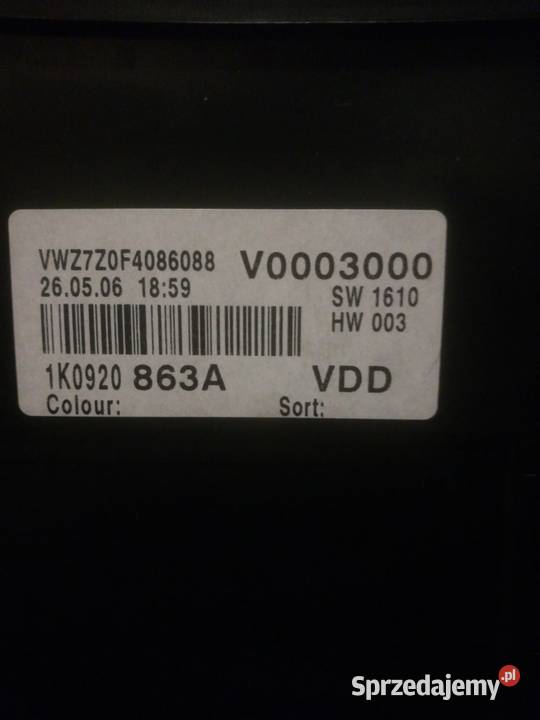 VWZ7Z0F4086088 V0003000
26.05.06 18:59 SW 1610
HW 003
1K0920 863A VDD
Colour: Sort:
Sprzedajemy.pl